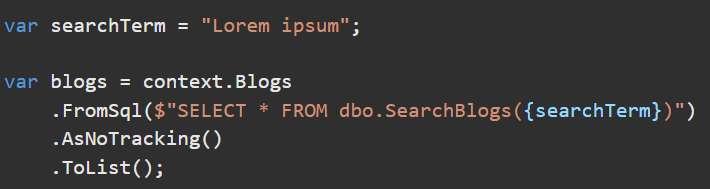 var searchTerm = "Lorem ipsum";
var blogs = context.Blogs
.FromSql($"SELECT * FROM dbo.SearchBlogs({searchTerm})")
.AsNoTracking()
.ToList();